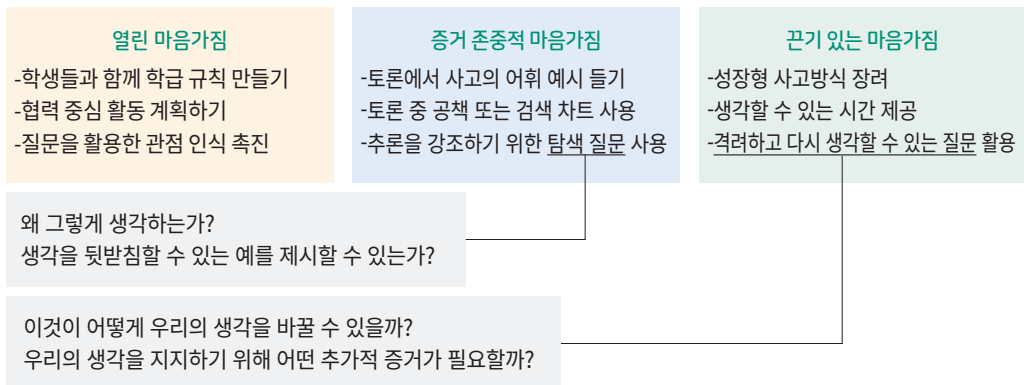 열린 마음가짐
-학생들과 함께 학급 규칙 만들기
-협력 중심 활동 계획하기
-질문을 활용한 관점 인식 촉진
증거 존중적 마음가짐
-토론에서 사고의 어휘 예시 들기
-토론 중 공책 또는 검색 차트 사용
-추론을 강조하기 위한 탐색 질문 사용
끈기 있는 마음가짐
-성장형 사고방식 장려
-생각할 수 있는 시간 제공
-격려하고 다시 생각할 수 있는 질문 활용
왜 그렇게 생각하는가?
생각을 뒷받침할 수 있는 예를 제시할 수 있는가?
이것이 어떻게 우리의 생각을 바꿀 수 있을까?
우리의 생각을 지지하기 위해 어떤 추가적 증거가 필요할까?